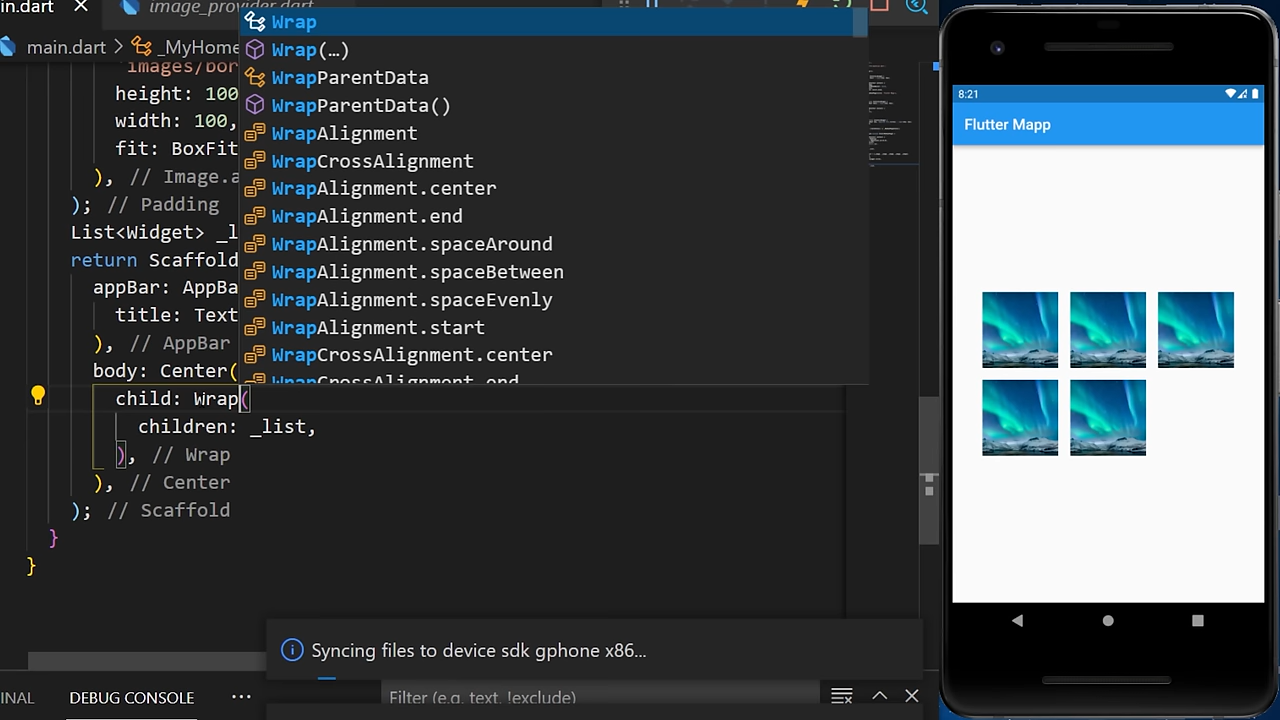 in.dart
image_provider.dart
main.dart > _MyHome
'images/bor
height: 100
width: 100,
fit: BoxFit
), // Image.a
); // Padding
List<Widget> _l
return Scaffold
appBar: AppBa
title: Text
), // AppBar
body: Center(
child: Wrap(
children: _list,
), // Wrap
), // Center
); // Scaffold
}
}
Wrap
Wrap(…)
WrapParentData
WrapParentData()
WrapAlignment
WrapCrossAlignment
WrapAlignment.center
WrapAlignment.end
WrapAlignment.spaceAround
WrapAlignment.spaceBetween
WrapAlignment.spaceEvenly
WrapAlignment.start
WrapCrossAlignment.center
WrapCrossAlignment.end
Syncing files to device sdk gphone x86...
INAL
DEBUG CONSOLE
Filter (e.g. text, !exclude)
8:21
Flutter Mapp